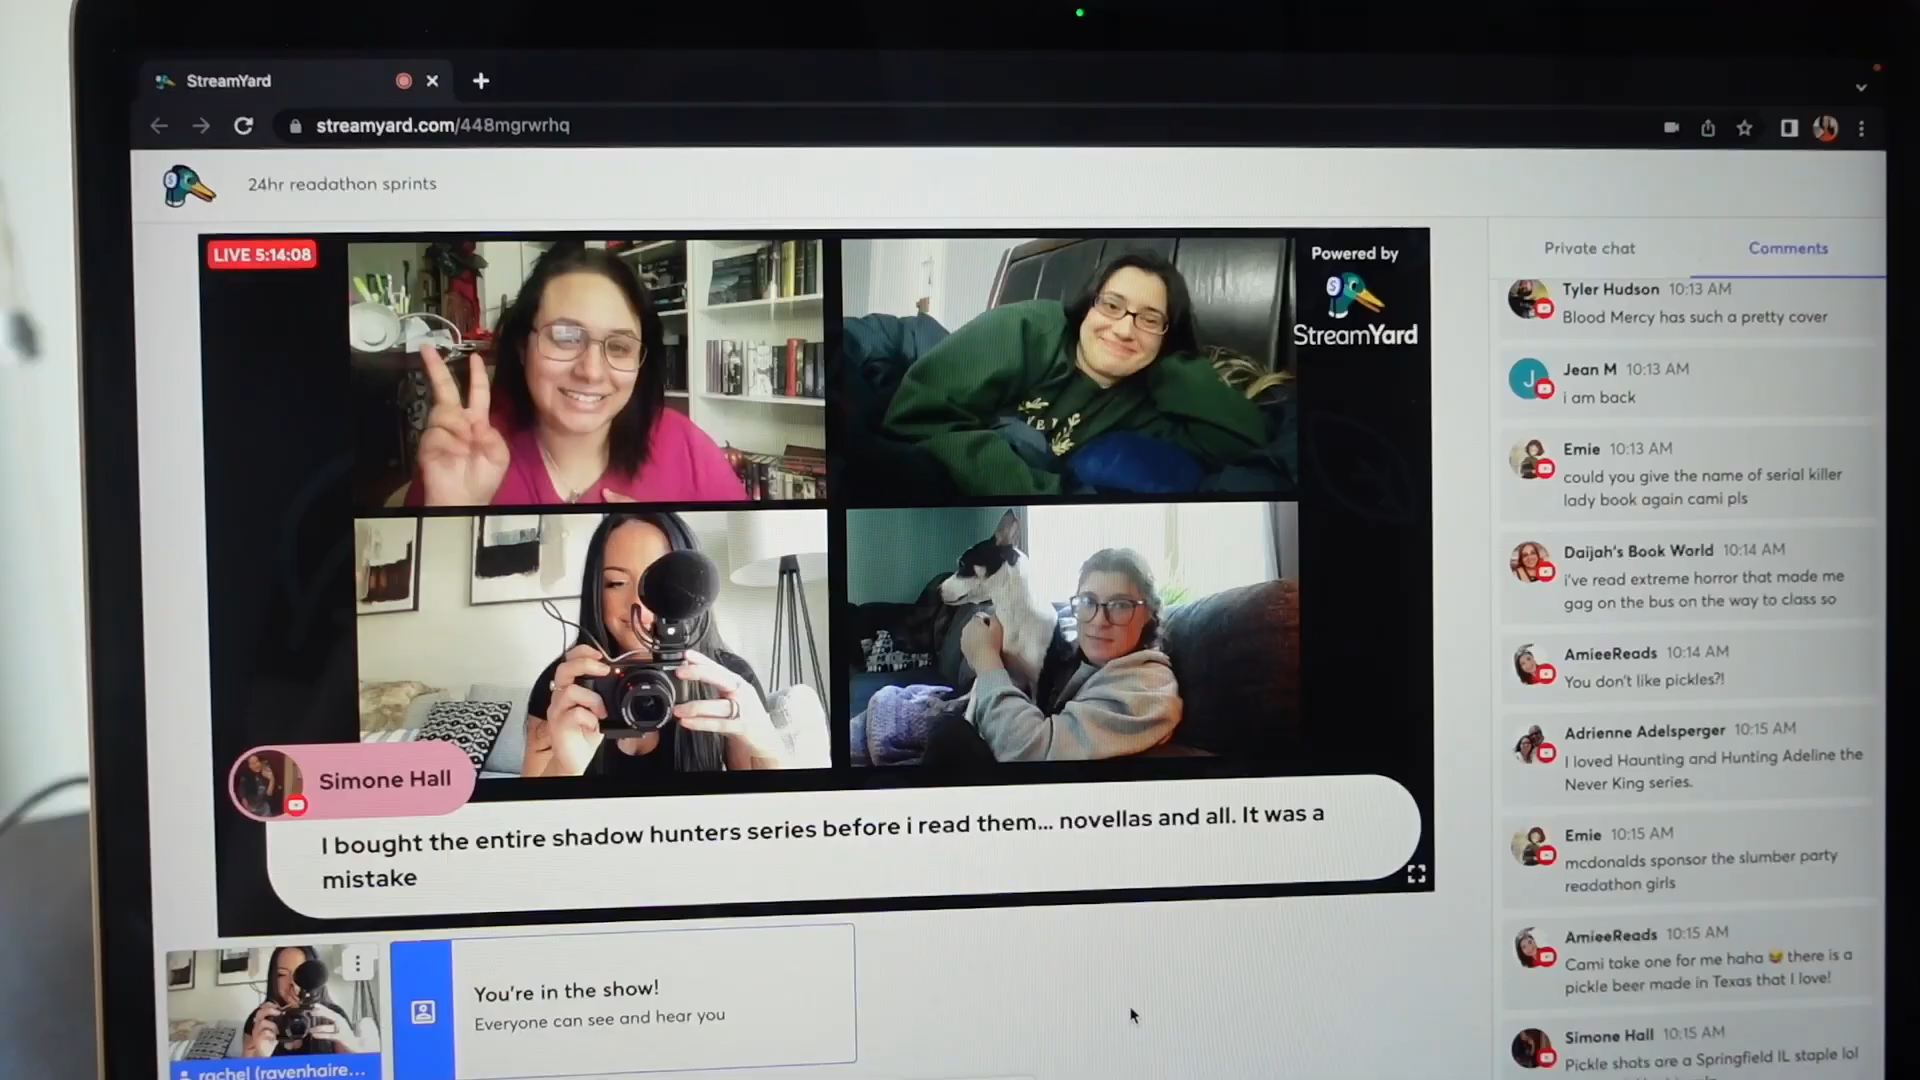 StreamYard
streamyard.com/448mgrwrhq
24hr readathon sprints
LIVE 5:14:08
Powered by
StreamYard
Simone Hall
I bought the entire shadow hunters series before i read them... novellas and all. It was a
mistake
You're in the show!
Everyone can see and hear you
rachel (ravenhaire...
Private chat
Comments
Tyler Hudson 10:13 AM
Blood Mercy has such a pretty cover
J
Jean M 10:13 AM
i am back
Emie 10:13 AM
could you give the name of serial killer
lady book again cami pls
Daijah's Book World 10:14 AM
i've read extreme horror that made me
gag on the bus on the way to class so
AmieeReads 10:14 AM
You don't like pickles?!
Adrienne Adelsperger 10:15 AM
I loved Haunting and Hunting Adeline the
Never King series.
Emie 10:15 AM
mcdonalds sponsor the slumber party
readathon girls
AmieeReads 10:15 AM
Cami take one for me haha 😹 there is a
pickle beer made in Texas that I love!
Simone Hall 10:15 AM
Pickle shots are a Springfield IL staple lol